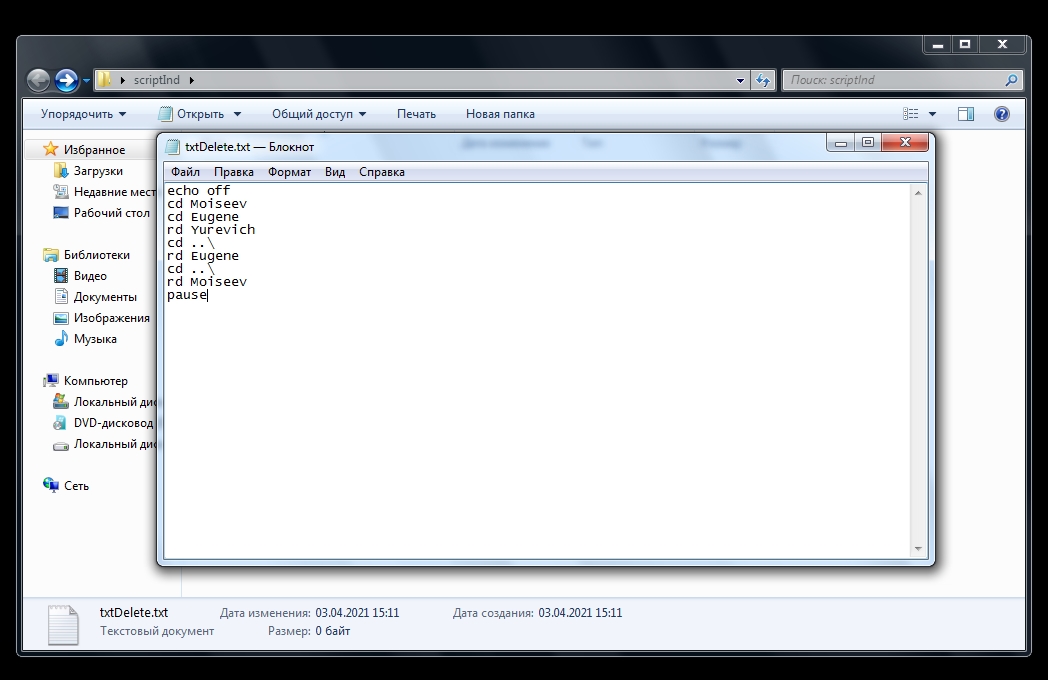 scriptInd
Поиск: scriptInd
Упорядочить
Открыть
Общий доступ
Печать
Новая папка
Избранное
Загрузки
Недавние мест
Рабочий стол
Библиотеки
Видео
Документы
Изображения
Музыка
Компьютер
Локальный дис
DVD-дисковод
Локальный дис
Сеть
txtDelete.txt — Блокнот
Файл Правка Формат Вид Справка
echo off
cd Moiseev
cd Eugene
rd Yurevich
cd ..\
rd Eugene
cd ..\
rd Moiseev
pause
txtDelete.txt Дата изменения: 03.04.2021 15:11 Дата создания: 03.04.2021 15:11
Текстовый документ Размер: 0 байт